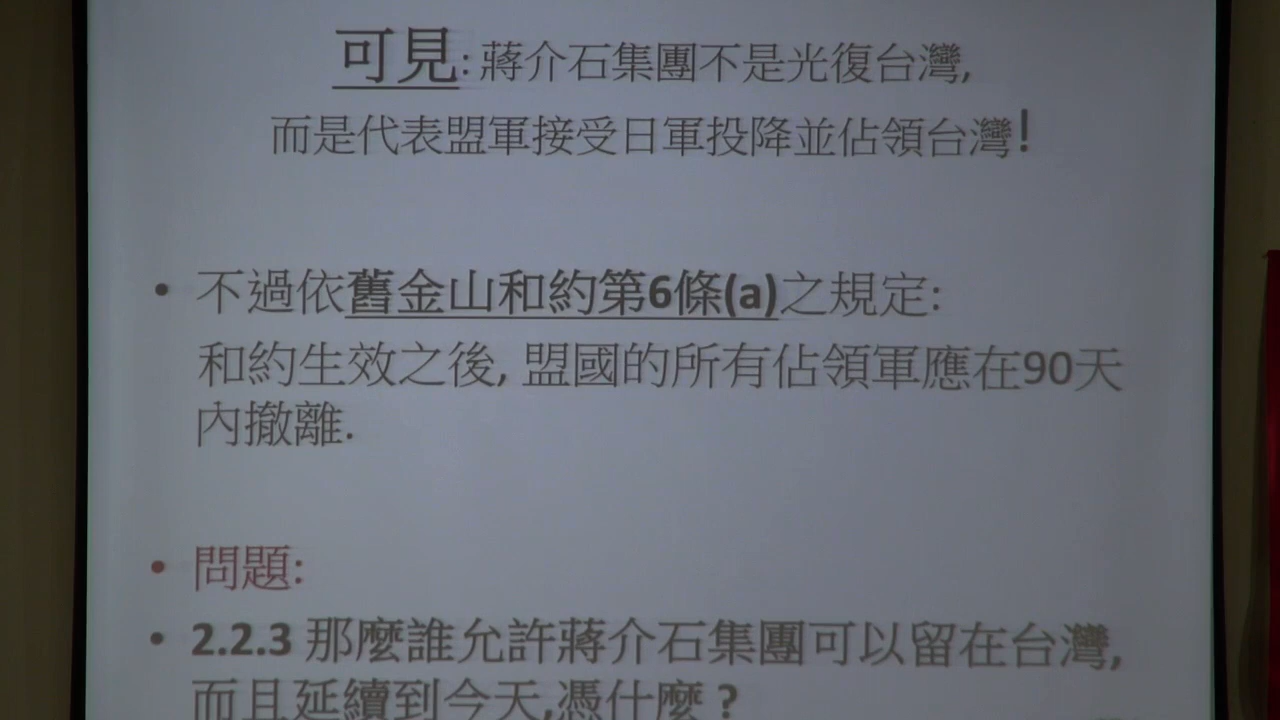 可見: 蔣介石集團不是光復台灣,
而是代表盟軍接受日軍投降並佔領台灣!
• 不過依舊金山和約第6條(a)之規定:
和約生效之後, 盟國的所有佔領軍應在90天
內撤離.
• 問題:
• 2.2.3 那麼誰允許蔣介石集團可以留在台灣,
而且延續到今天,憑什麼 ?